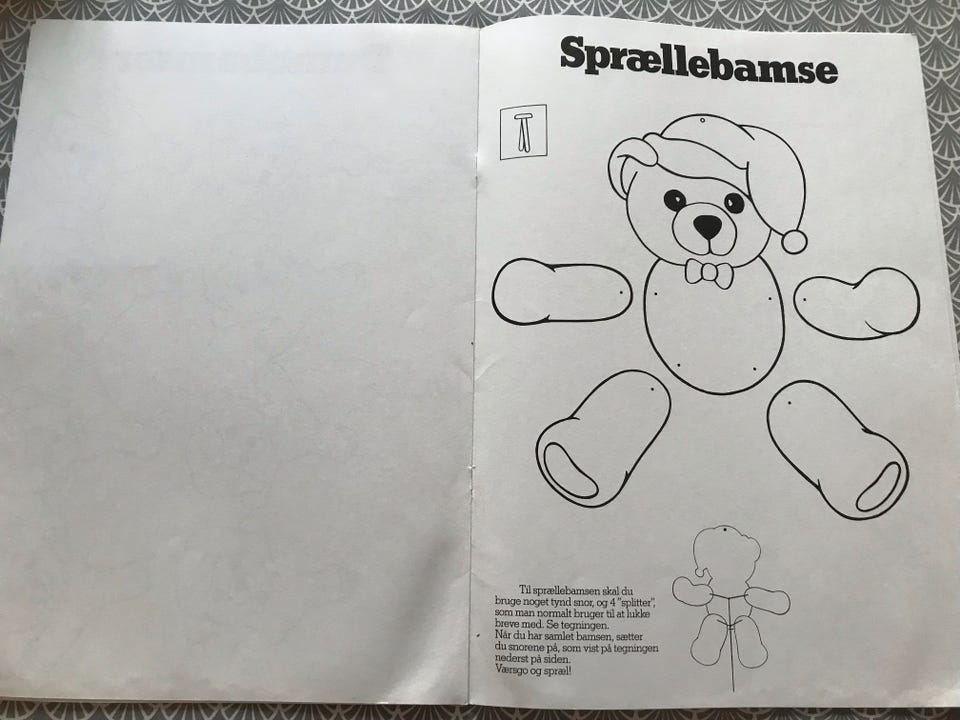 Sprællebamse
Til sprællebamsen skal du
bruge noget tynd snor, og 4 "splitter",
som man normalt bruger til at lukke
breve med. Se tegningen.
Når du har samlet bamsen, sætter
du snorene på, som vist på tegningen
nederst på siden.
Værsgo og spræl!